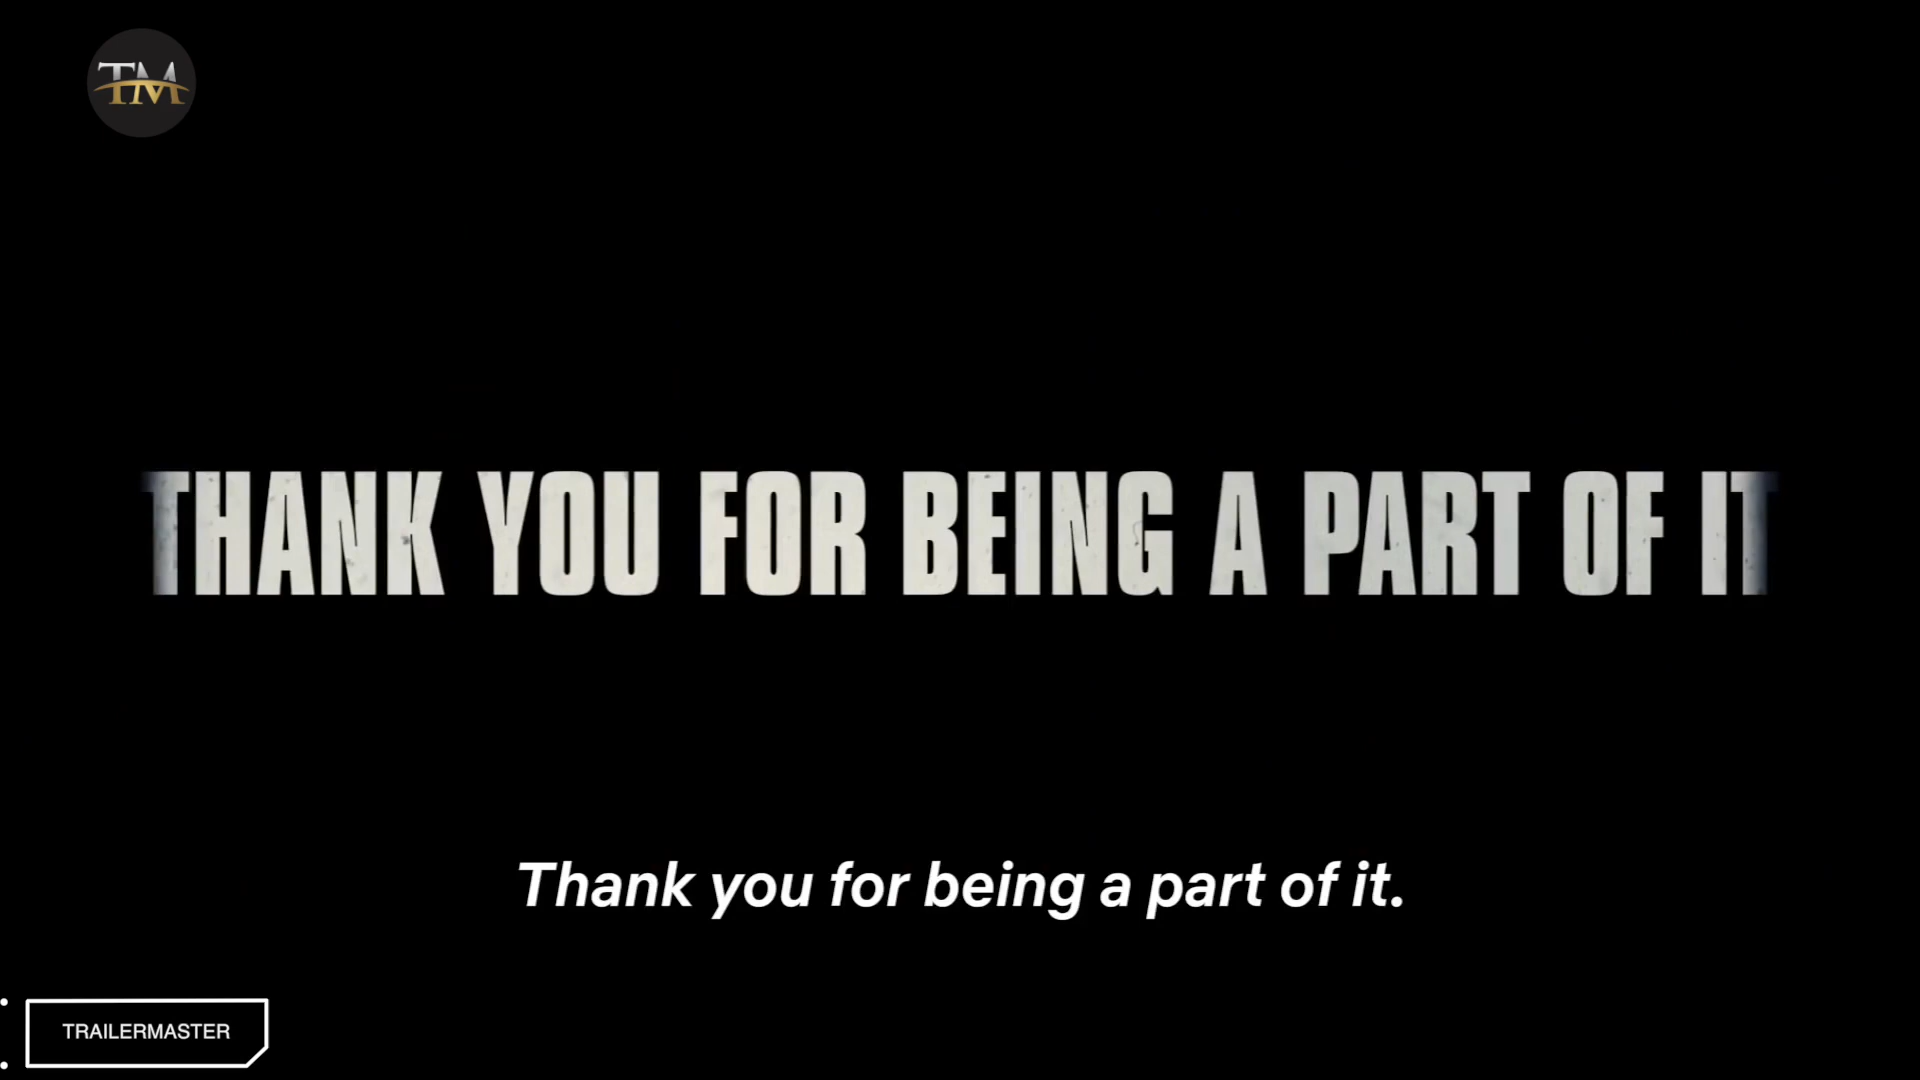 TM
THANK YOU FOR BEING A PART OF IT
Thank you for being a part of it.
TRAILERMASTER